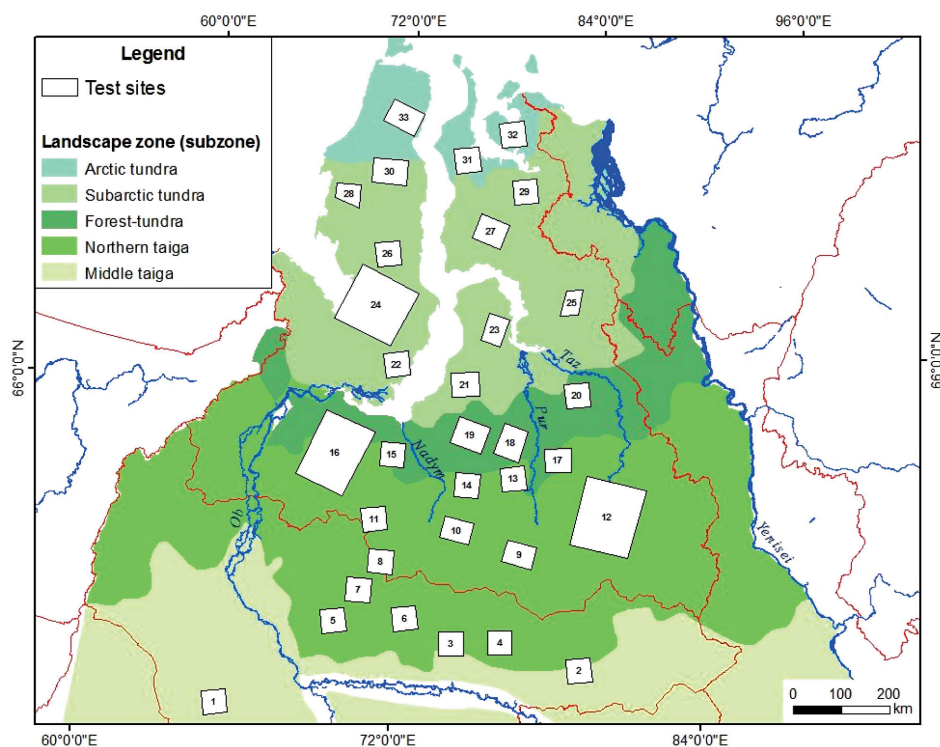 60°0'0"E 72°0'0"E 84°0'0"E 96°0'0"E
Legend
Test sites
Landscape zone (subzone)
Arctic tundra
Subarctic tundra
Forest-tundra
Northern taiga
Middle taiga
33
32
31
30
29
28
27
26
25
24
23
22
21
20
19
18
17
16
15
14
13
12
11
10
9
8
7
6
5
4
3
2
1
Taz
Pur
Nadym
Ob
Yenisei
66°0'0"N
66°0'0"N
0 100 200
km
60°0'0"E 72°0'0"E 84°0'0"E